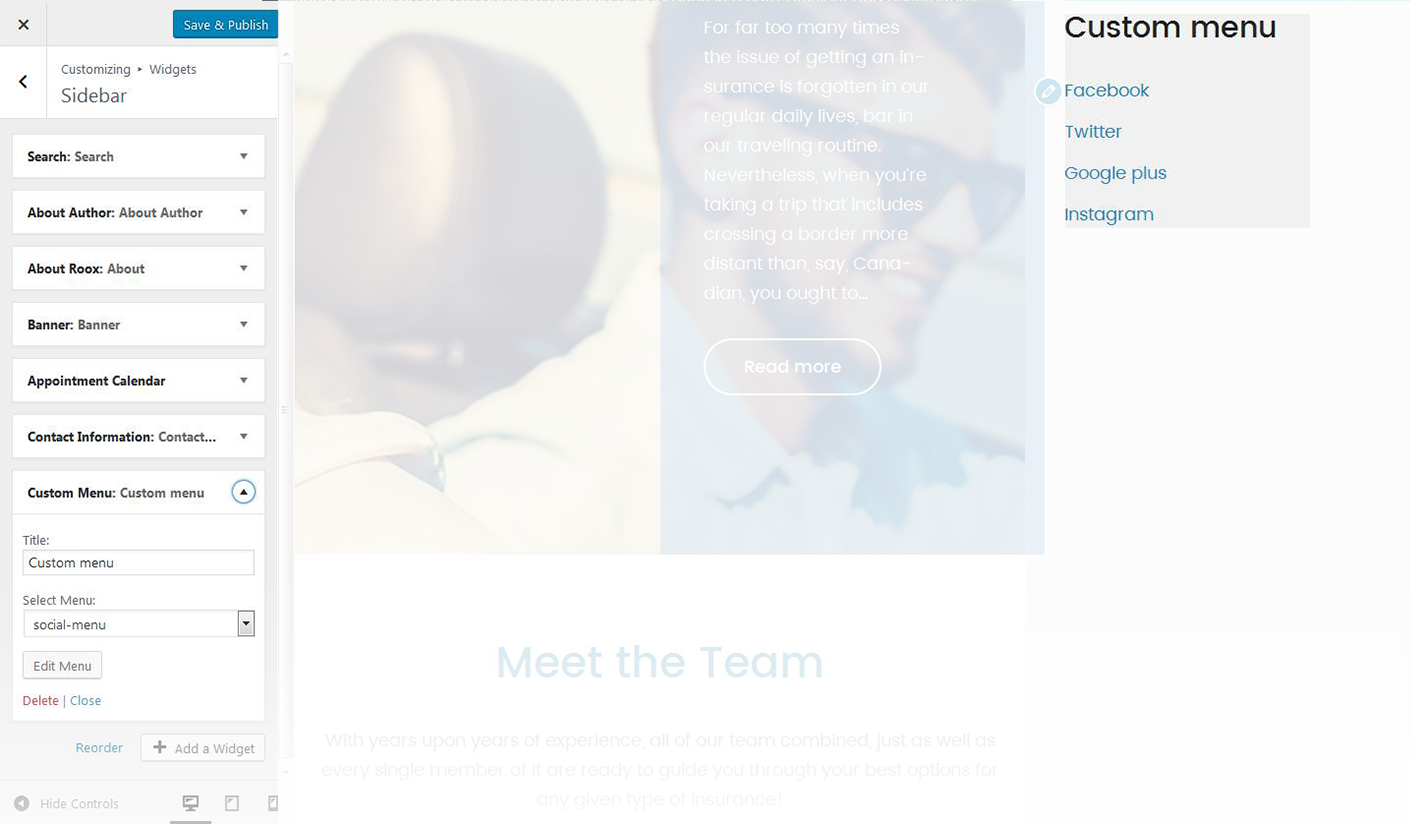 Save & Publish
Customizing ▸ Widgets
Sidebar
Search: Search
About Author: About Author
About Roox: About
Banner: Banner
Appointment Calendar
Contact Information: Contact...
Custom Menu: Custom menu
Title:
Custom menu
Select Menu:
social-menu
Edit Menu
Delete | Close
Reorder
Add a Widget
Hide Controls
For far too many times
the issue of getting an in-
surance is forgotten in our
regular daily lives, bar in
our traveling routine.
Nevertheless, when you're
taking a trip that includes
crossing a border more
distant than, say, Cana-
dian, you ought to...
Read more
Meet the Team
With years upon years of experience, all of our team combined, just as well as
every single member of it are ready to guide you through your best options for
any given type of insurance!
Custom menu
Facebook
Twitter
Google plus
Instagram